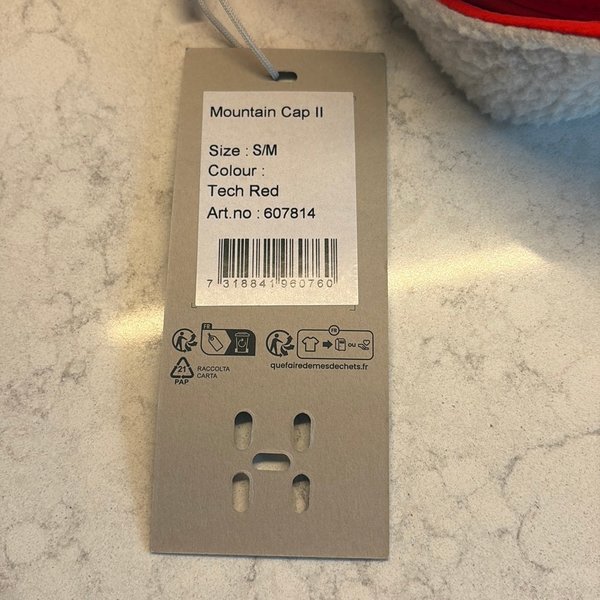 Mountain Cap II
Size : S/M
Colour :
Tech Red
Art.no : 607814
7 318841 960760
FR
FR
OU
quefairedemesdechets.fr
21
PAP
RACCOLTA
CARTA